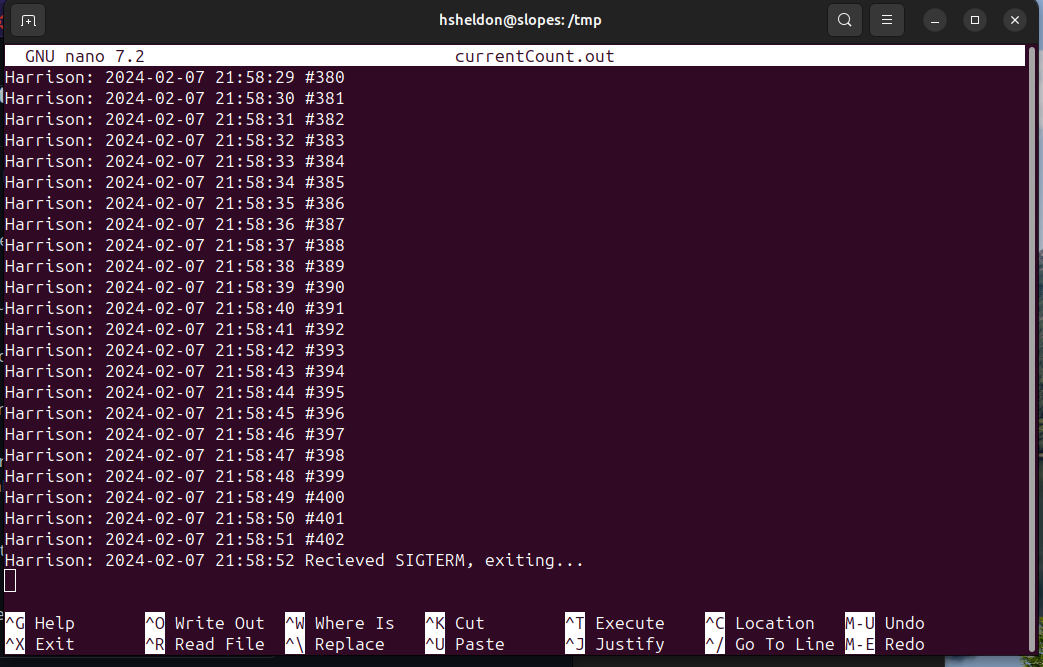 hsheldon@slopes: /tmp
GNU nano 7.2 currentCount.out
Harrison: 2024-02-07 21:58:29 #380
Harrison: 2024-02-07 21:58:30 #381
Harrison: 2024-02-07 21:58:31 #382
Harrison: 2024-02-07 21:58:32 #383
Harrison: 2024-02-07 21:58:33 #384
Harrison: 2024-02-07 21:58:34 #385
Harrison: 2024-02-07 21:58:35 #386
Harrison: 2024-02-07 21:58:36 #387
Harrison: 2024-02-07 21:58:37 #388
Harrison: 2024-02-07 21:58:38 #389
Harrison: 2024-02-07 21:58:39 #390
Harrison: 2024-02-07 21:58:40 #391
Harrison: 2024-02-07 21:58:41 #392
Harrison: 2024-02-07 21:58:42 #393
Harrison: 2024-02-07 21:58:43 #394
Harrison: 2024-02-07 21:58:44 #395
Harrison: 2024-02-07 21:58:45 #396
Harrison: 2024-02-07 21:58:46 #397
Harrison: 2024-02-07 21:58:47 #398
Harrison: 2024-02-07 21:58:48 #399
Harrison: 2024-02-07 21:58:49 #400
Harrison: 2024-02-07 21:58:50 #401
Harrison: 2024-02-07 21:58:51 #402
Harrison: 2024-02-07 21:58:52 Recieved SIGTERM, exiting...
^G Help ^O Write Out ^W Where Is ^K Cut ^T Execute ^C Location M-U Undo
^X Exit ^R Read File ^\ Replace ^U Paste ^J Justify ^/ Go To Line M-E Redo